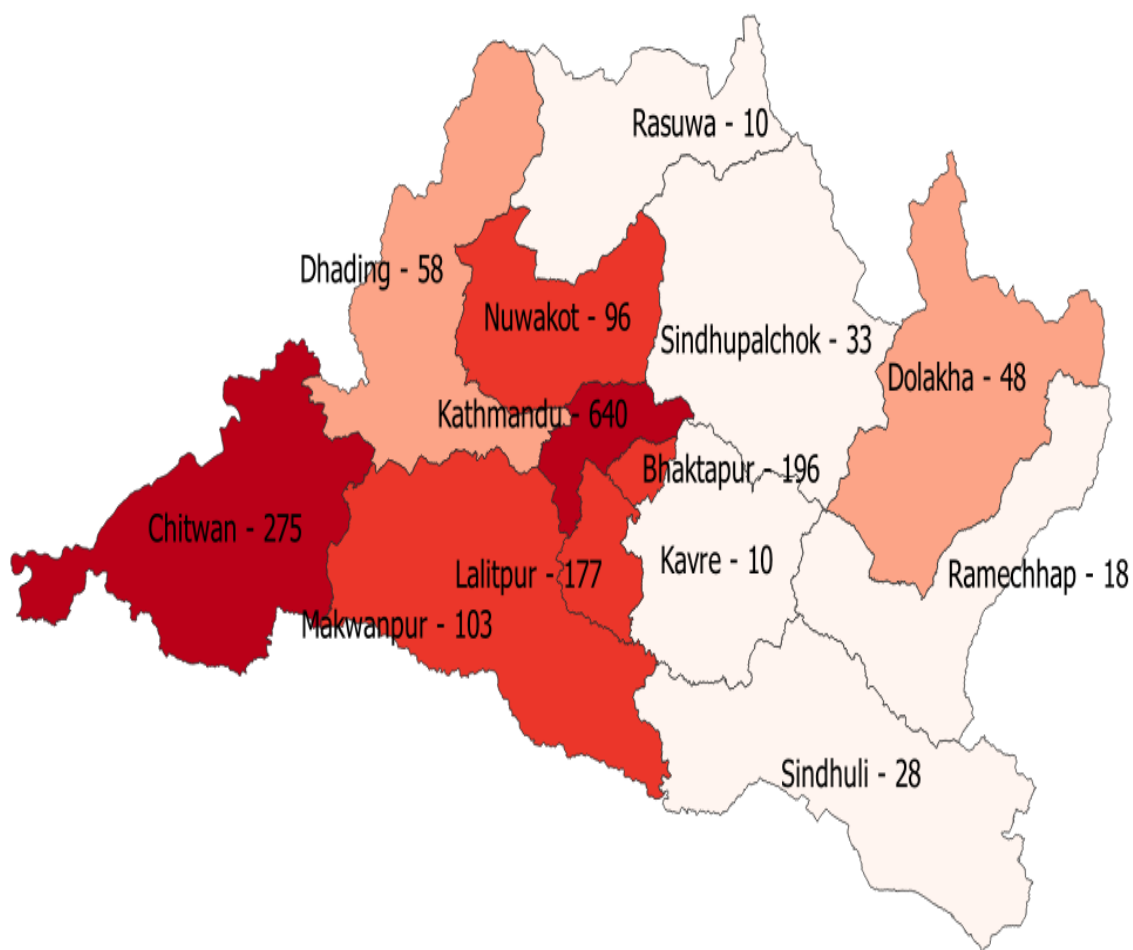 Rasuwa - 10
Dhading - 58
Nuwakot - 96
Sindhupalchok - 33
Dolakha - 48
Kathmandu - 640
Bhaktapur - 196
Chitwan - 275
Kavre - 10
Lalitpur - 177
Ramechhap - 18
Makwanpur - 103
Sindhuli - 28